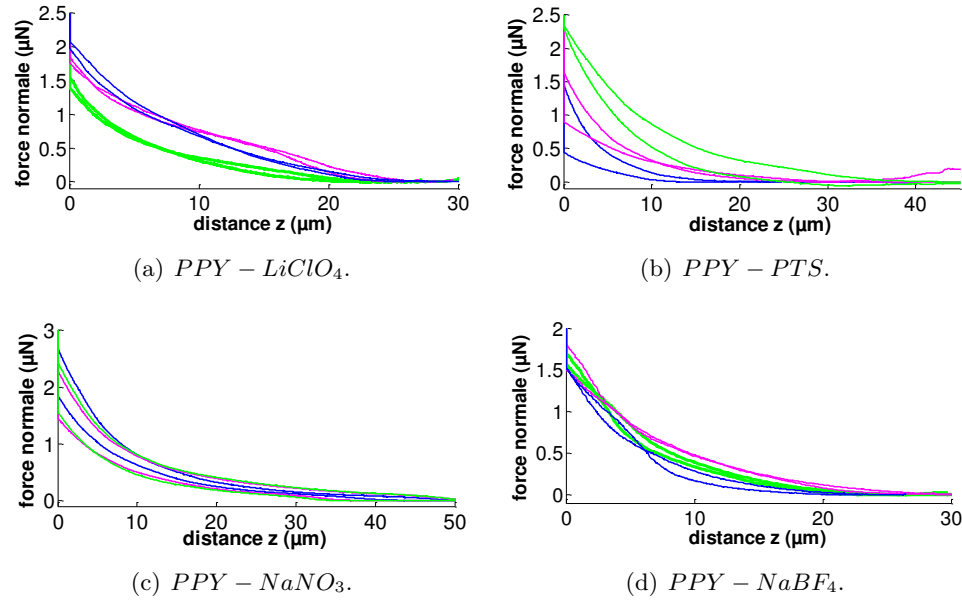 2.5
2
1.5
1
0.5
0
force normale (µN)
0 10 20 30
distance z (µm)
(a) PPY − LiClO₄.
2.5
2
1.5
1
0.5
0
force normale (µN)
0 10 20 30 40
distance z (µm)
(b) PPY − PTS.
3
2
1
0
force normale (µN)
0 10 20 30 40 50
distance z (µm)
(c) PPY − NaNO₃.
2
1.5
1
0.5
0
force normale (µN)
0 10 20 30
distance z (µm)
(d) PPY − NaBF₄.